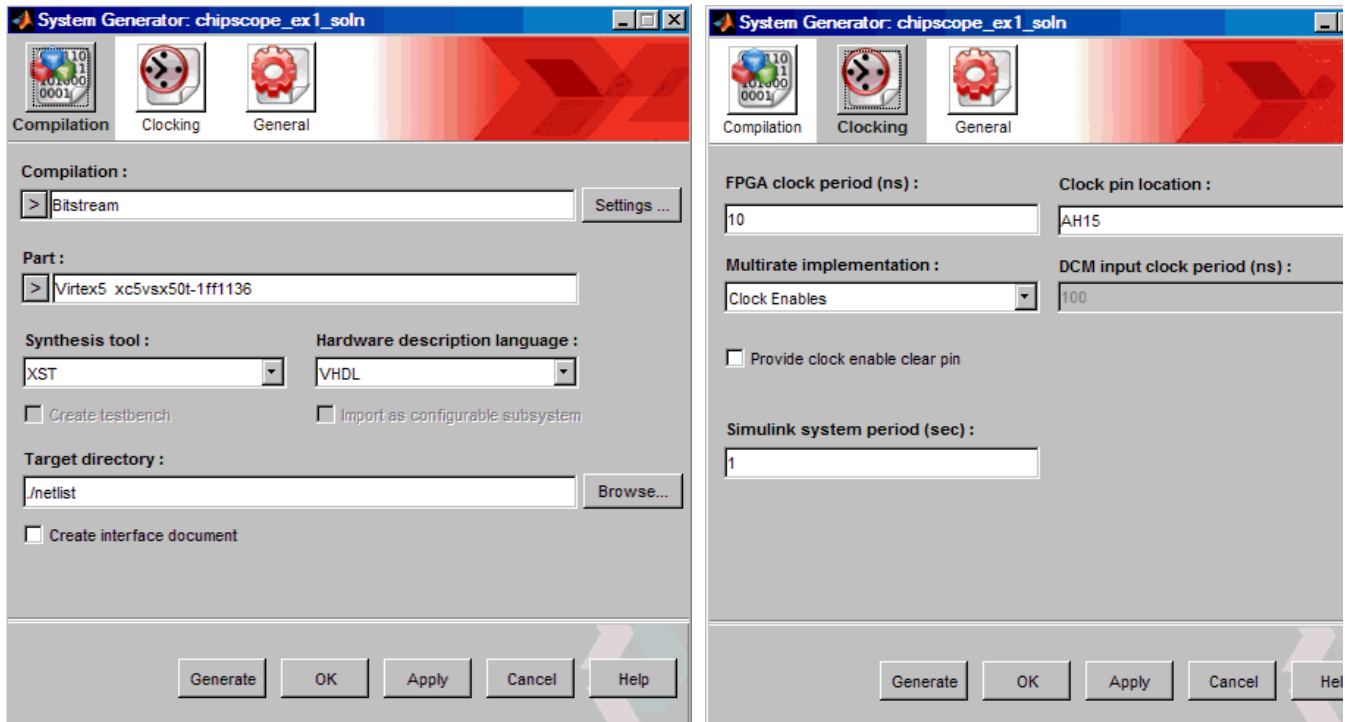 System Generator: chipscope_ex1_soln
Compilation
Clocking
General
Compilation :
> Bitstream
Settings ...
Part :
> Virtex5 xc5vsx50t-1ff1136
Synthesis tool :
Hardware description language :
XST
VHDL
Create testbench
Import as configurable subsystem
Target directory :
./netlist
Browse...
Create interface document
Generate
OK
Apply
Cancel
Help
System Generator: chipscope_ex1_soln
Compilation
Clocking
General
FPGA clock period (ns) :
Clock pin location :
10
AH15
Multirate implementation :
DCM input clock period (ns) :
Clock Enables
100
Provide clock enable clear pin
Simulink system period (sec) :
1
Generate
OK
Apply
Cancel
Hel